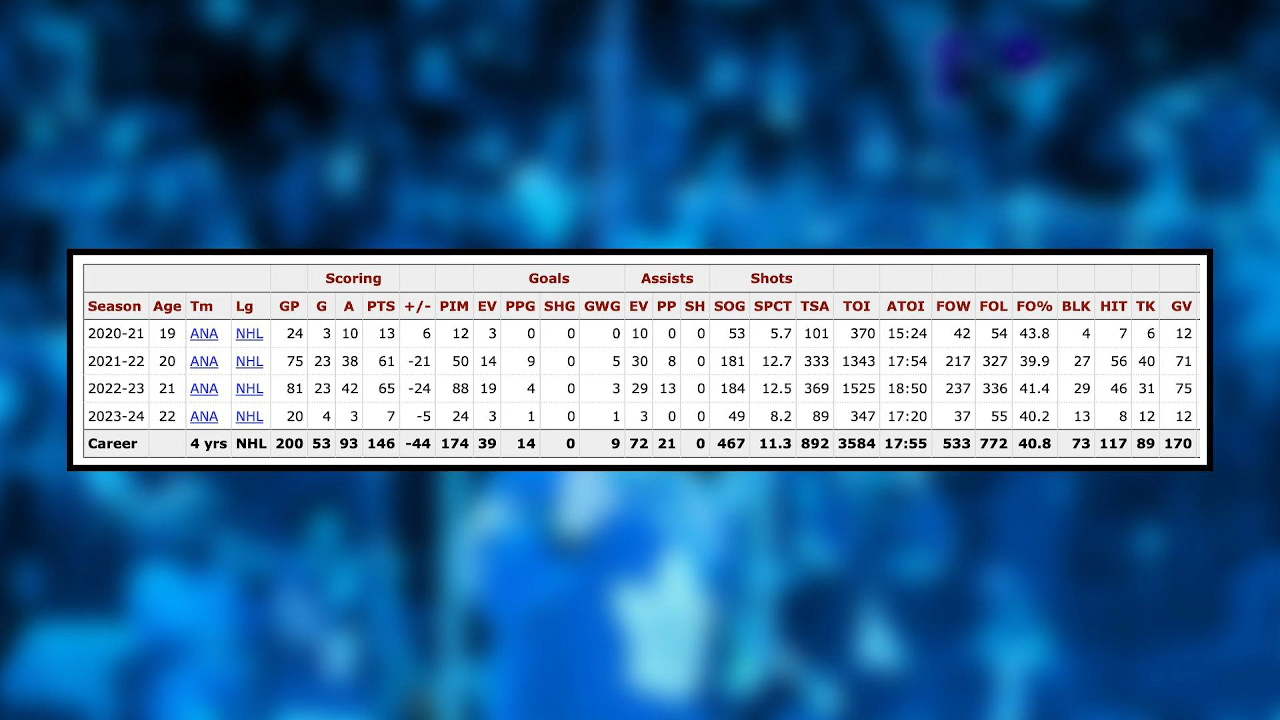 Scoring Goals Assists Shots
Season Age Tm Lg GP G A PTS +/- PIM EV PPG SHG GWG EV PP SH SOG SPCT TSA TOI ATOI FOW FOL FO% BLK HIT TK GV
2020-21 19 ANA NHL 24 3 10 13 6 12 3 0 0 0 10 0 0 53 5.7 101 370 15:24 42 54 43.8 4 7 6 12
2021-22 20 ANA NHL 75 23 38 61 -21 50 14 9 0 5 30 8 0 181 12.7 333 1343 17:54 217 327 39.9 27 56 40 71
2022-23 21 ANA NHL 81 23 42 65 -24 88 19 4 0 3 29 13 0 184 12.5 369 1525 18:50 237 336 41.4 29 46 31 75
2023-24 22 ANA NHL 20 4 3 7 -5 24 3 1 0 1 3 0 0 49 8.2 89 347 17:20 37 55 40.2 13 8 12 12
Career 4 yrs NHL 200 53 93 146 -44 174 39 14 0 9 72 21 0 467 11.3 892 3584 17:55 533 772 40.8 73 117 89 170